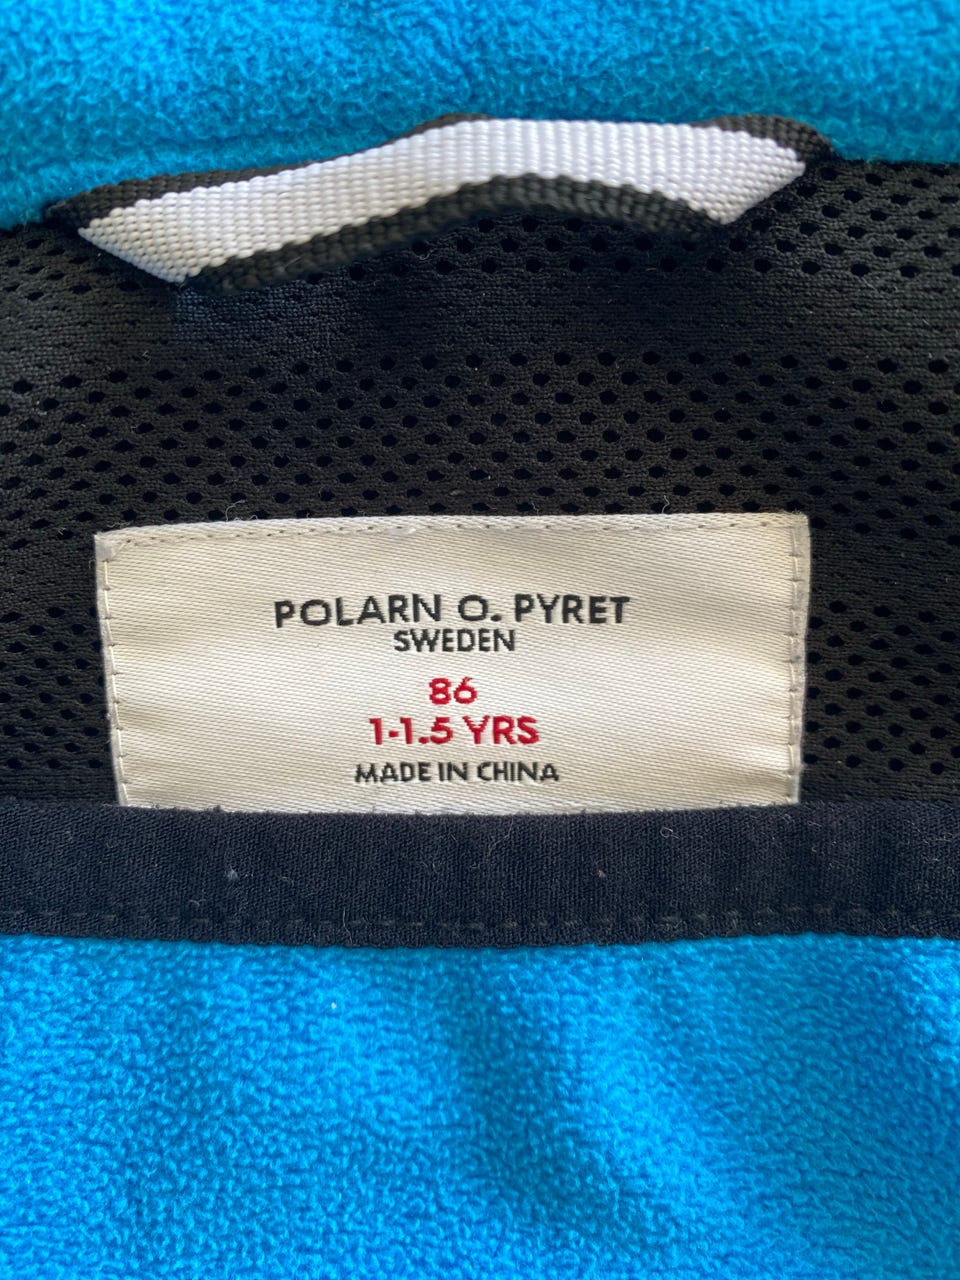 POLARN O. PYRET
SWEDEN
86
1-1.5 YRS
MADE IN CHINA